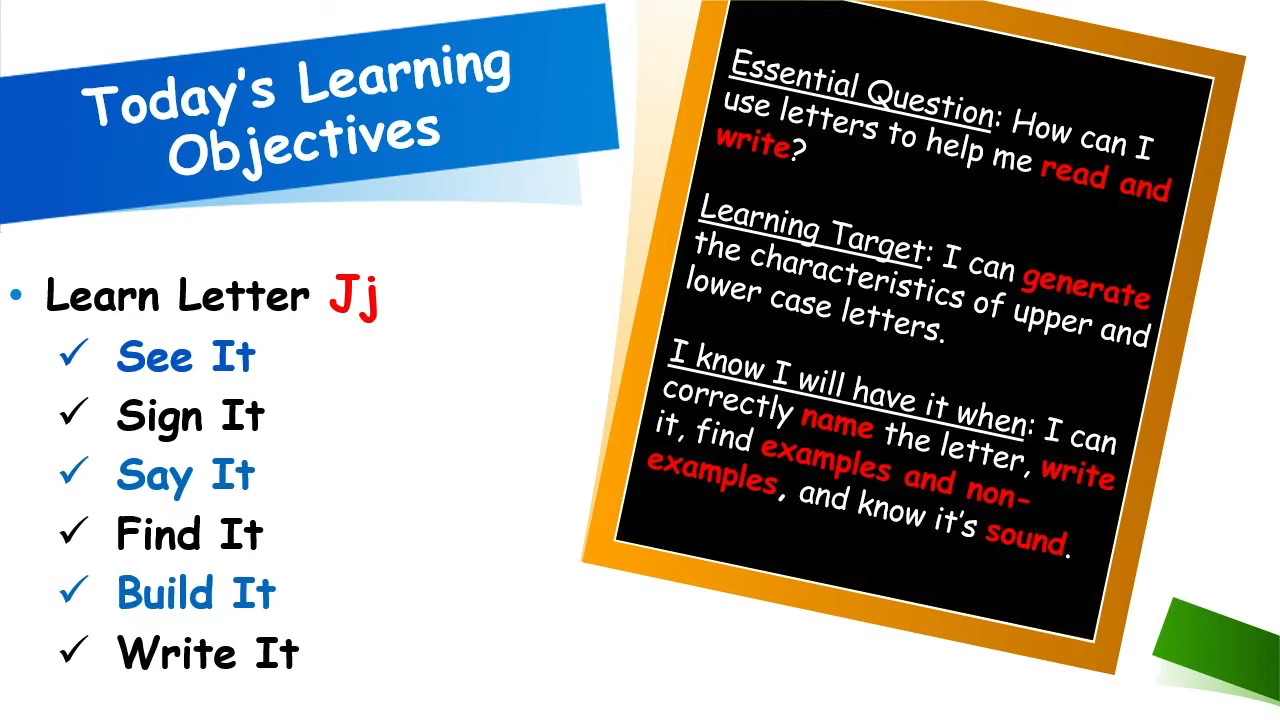 Today's Learning
Objectives
• Learn Letter Jj
✓ See It
✓ Sign It
✓ Say It
✓ Find It
✓ Build It
✓ Write It
Essential Question: How can I
use letters to help me read and
write?
Learning Target: I can generate
the characteristics of upper and
lower case letters.
I know I will have it when: I can
correctly name the letter, write
it, find examples and non-
examples, and know it's sound.